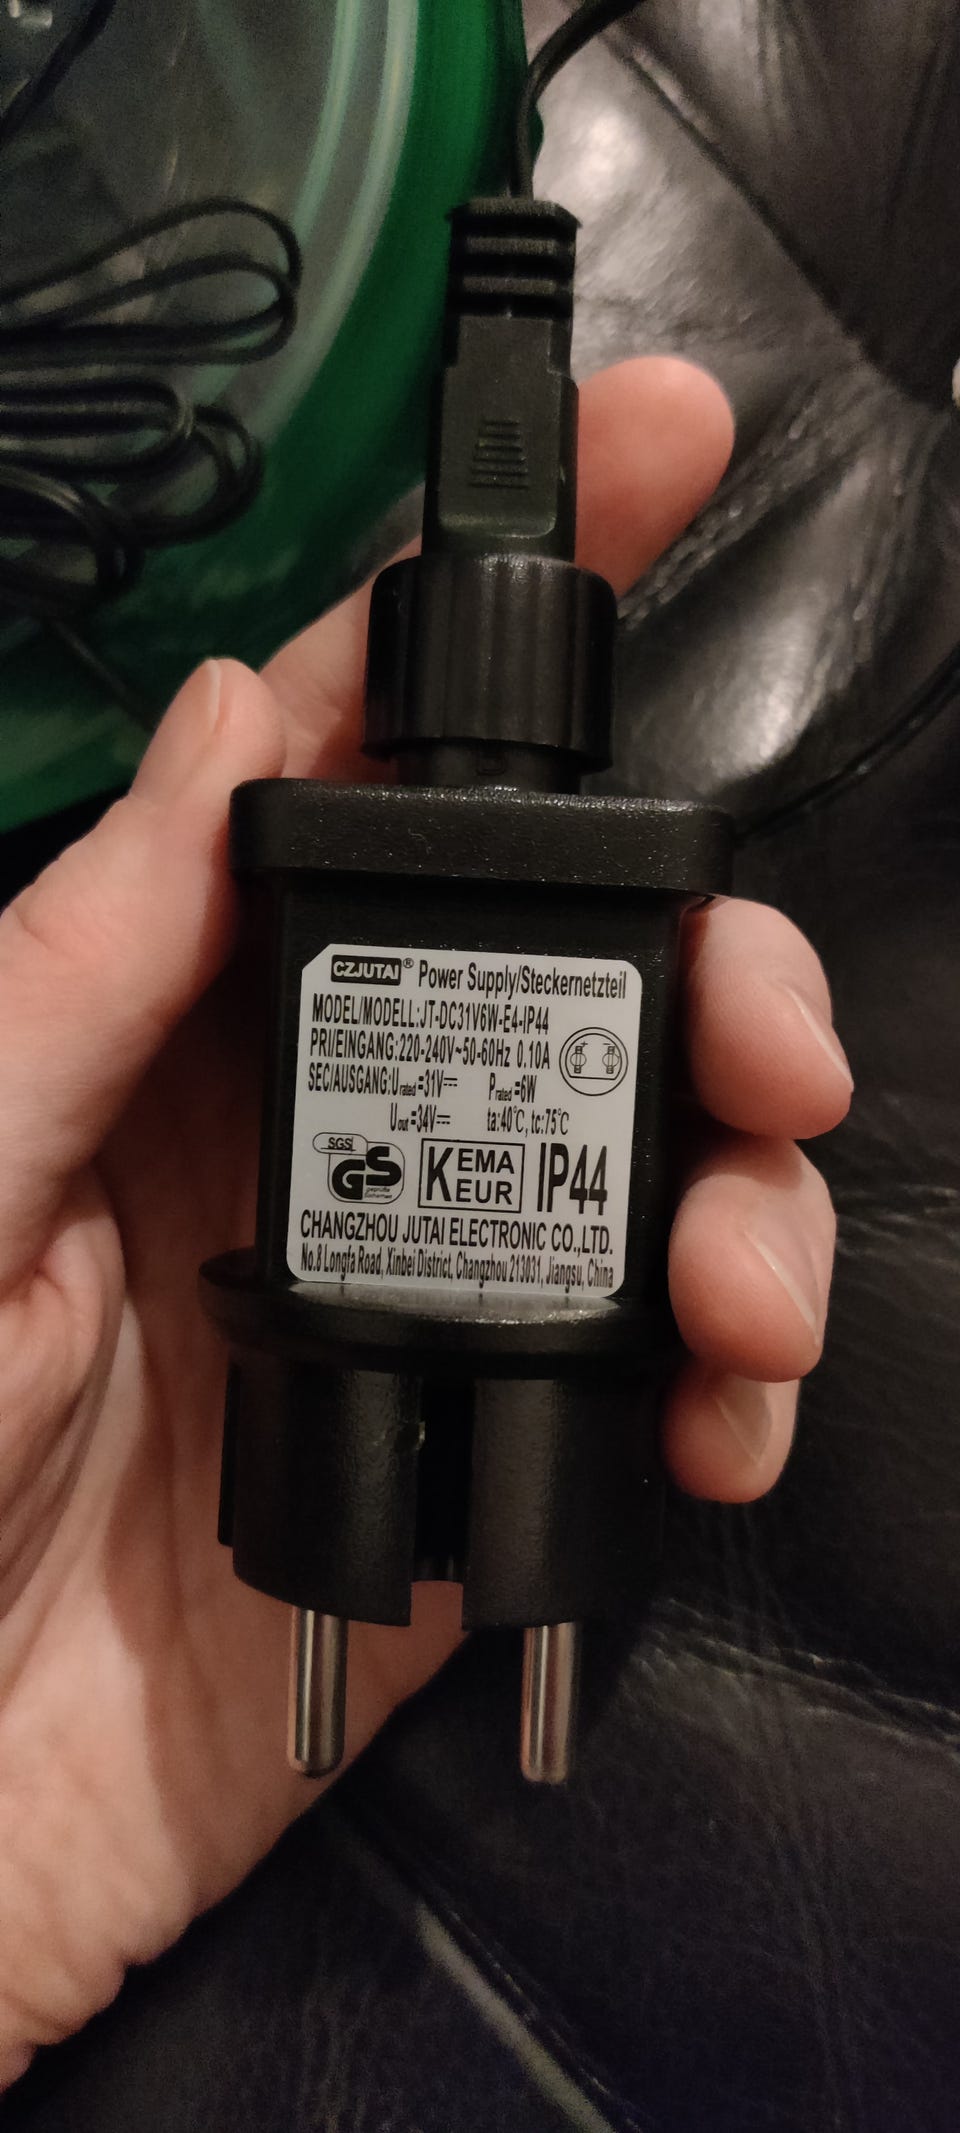 CZJUTAI® Power Supply/Steckernetzteil
MODEL/MODELL:JT-DC31V6W-E4-IP44
PRI/EINGANG:220-240V~50-60Hz 0.10A
SEC/AUSGANG:Urated=31V⎓ Prated=6W
Uout=34V⎓ ta:40℃, tc:75℃
SGS
GS
geprüfte
Sicherheit
KEMA
KEUR
IP44
CHANGZHOU JUTAI ELECTRONIC CO.,LTD.
No.8 Longfa Road, Xinbei District, Changzhou 213031, Jiangsu, China